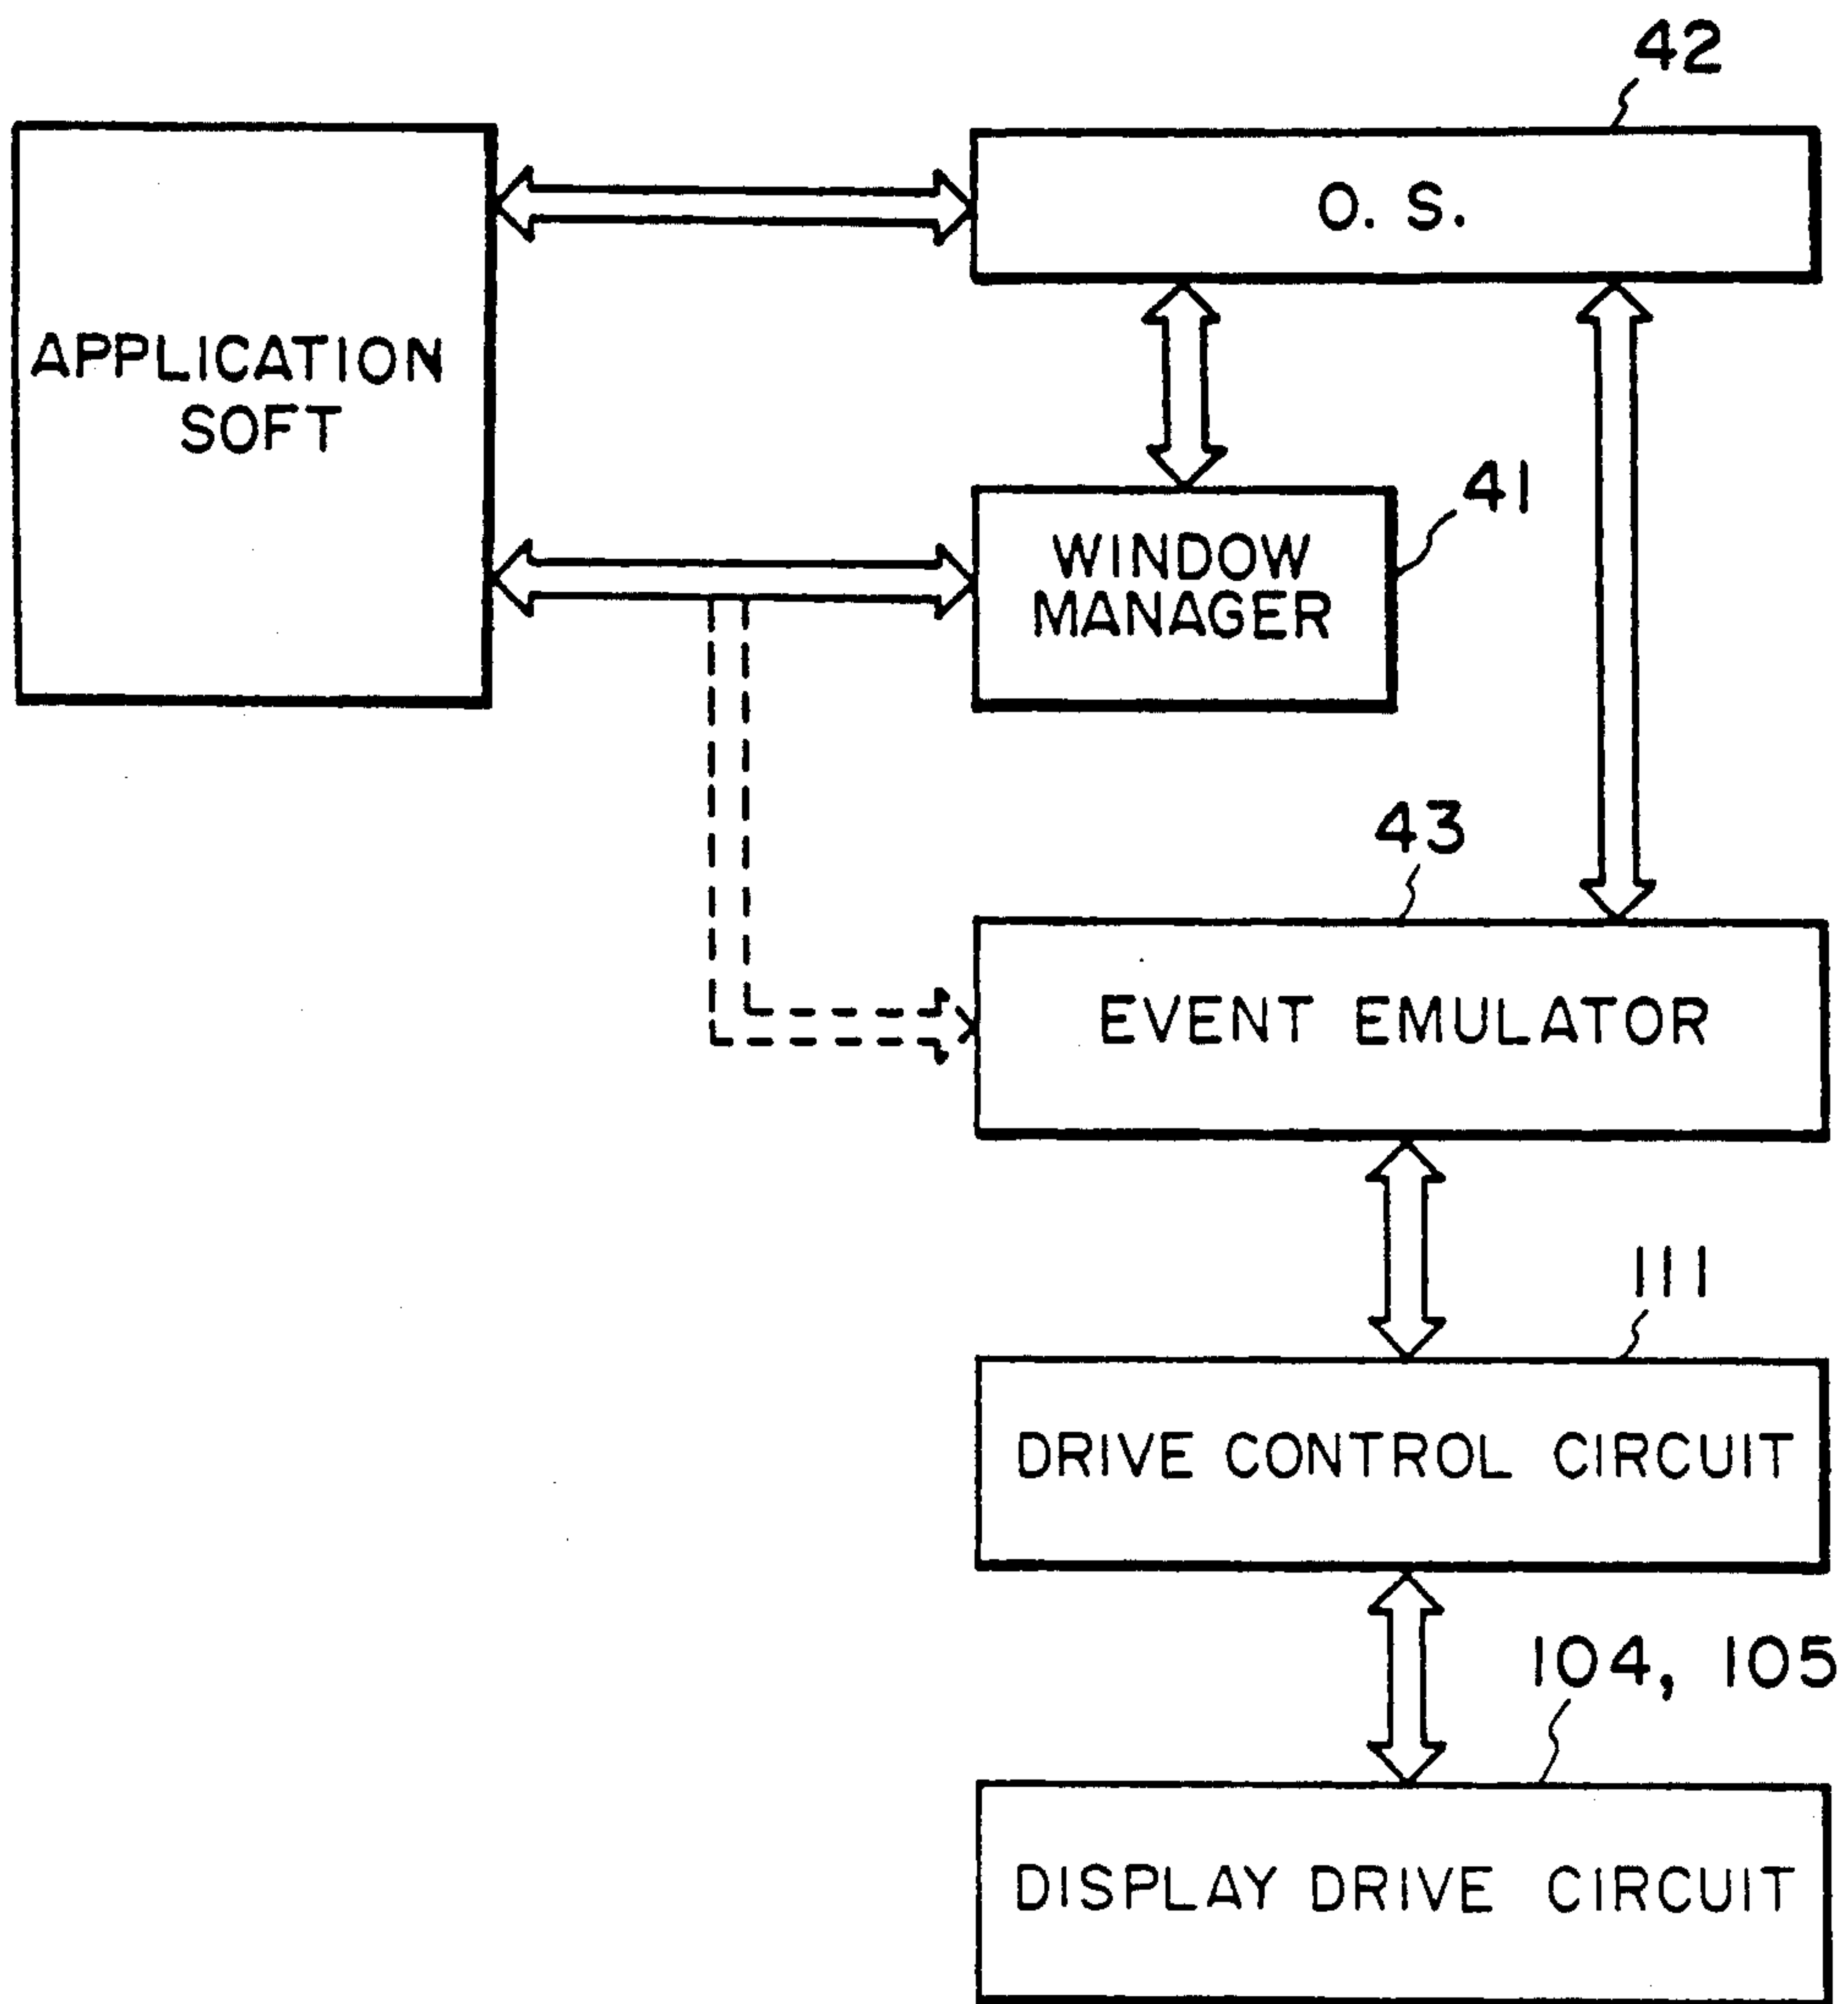 42
O. S.
APPLICATION
SOFT
41
WINDOW
MANAGER
43
EVENT EMULATOR
111
DRIVE CONTROL CIRCUIT
104, 105
DISPLAY DRIVE CIRCUIT